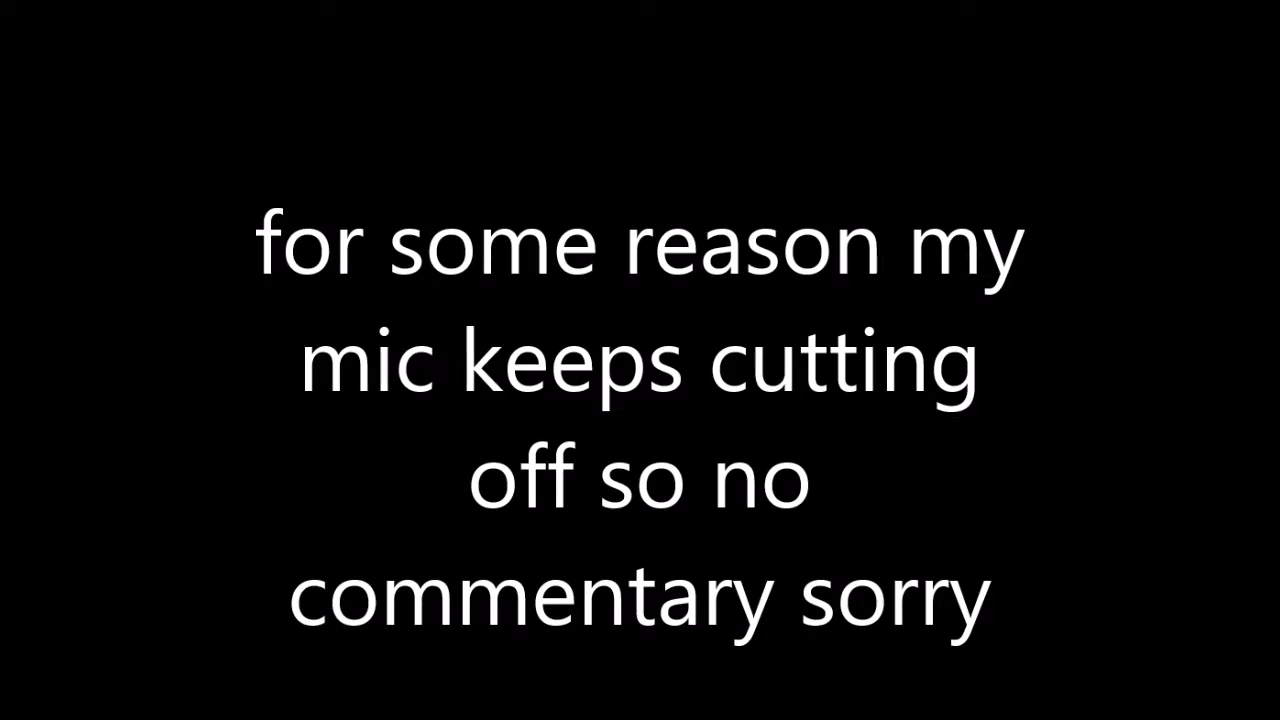 for some reason my
mic keeps cutting
off so no
commentary sorry